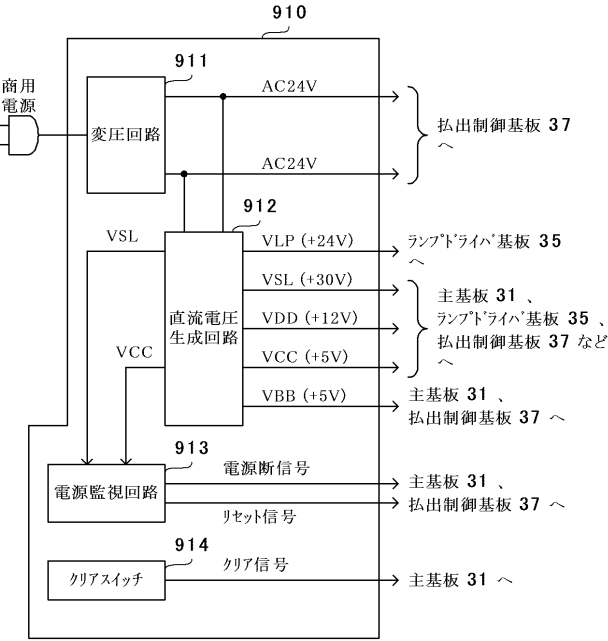 910
商用
電源
911
変圧回路
AC24V
AC24V
払出制御基板 37
へ
912
直流電圧
生成回路
VSL
VCC
VLP (+24V)
ﾗﾝﾌﾟﾄﾞﾗｲﾊﾞ基板 35
へ
VSL (+30V)
VDD (+12V)
VCC (+5V)
主基板 31 、
ﾗﾝﾌﾟﾄﾞﾗｲﾊﾞ基板 35 、
払出制御基板 37 など
へ
VBB (+5V)
主基板 31 、
払出制御基板 37 へ
913
電源監視回路
電源断信号
リセット信号
主基板 31 、
払出制御基板 37 へ
914
クリアスイッチ
クリア信号
主基板 31 へ